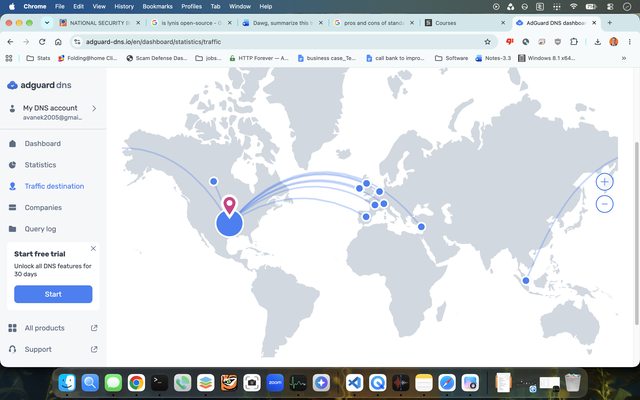 Chrome File Edit View History Bookmarks Profiles Tab Window Help
NATIONAL SECURITY P
is lynis open-source - G
Dawg, summarize this
pros and cons of standa
Courses
AdGuard DNS dashboar
adguard-dns.io/en/dashboard/statistics/traffic
Stats
Folding@home Cli...
Scam Defense Das...
jobs...
HTTP Forever — A...
business case_Te...
call bank to impro...
Software
Notes-3.3
Windows 8.1 x64...
adguard dns
My DNS account
avanek2005@gmai...
Dashboard
Statistics
Traffic destination
Companies
Query log
Start free trial
Unlock all DNS features for
30 days
Start
All products
Support
zoom